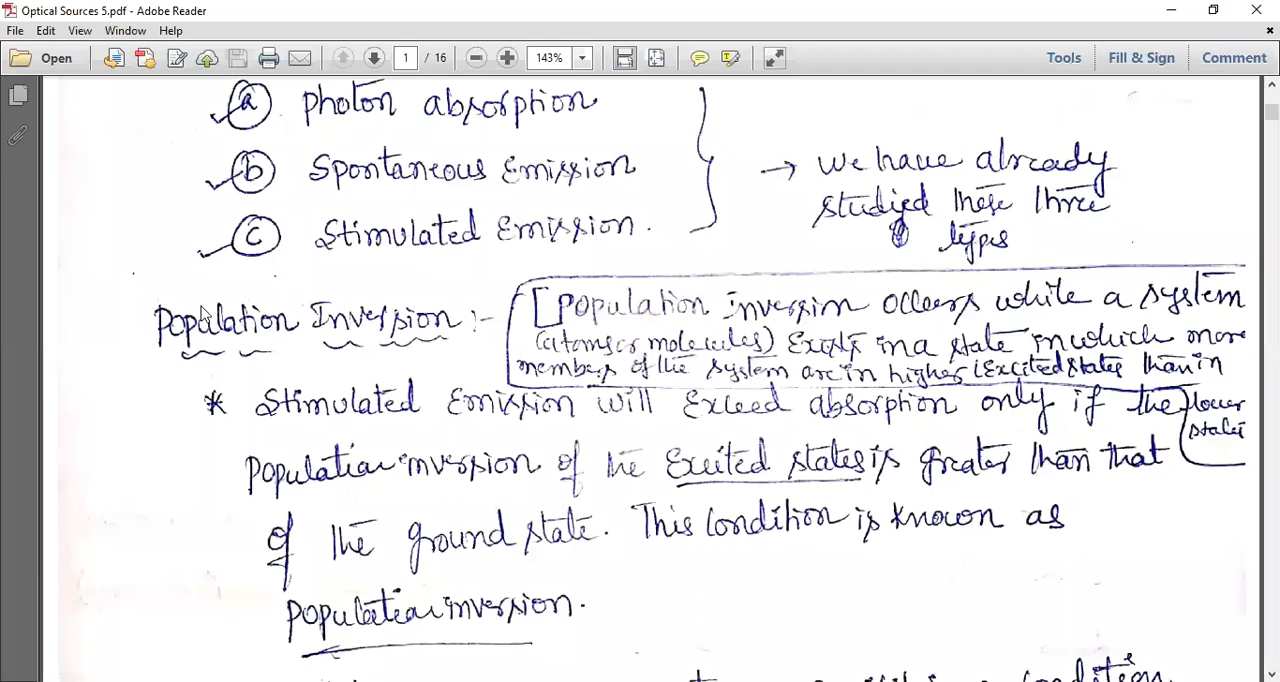 Optical Sources 5.pdf - Adobe Reader
File Edit View Window Help
Open 1 / 16 143% Tools Fill & Sign Comment
a photon absorption
b Spontaneous Emission
c Stimulated Emission.
→ We have already
studied these three
types
Population Inversion :-
[Population inversion occurs while a system
(atoms or molecules) exists in a state in which more
members of the system are in higher (Excited states than in
lower
states
* Stimulated Emission will exceed absorption only if the
population inversion of the Excited states is greater than that
of the ground state. This condition is known as
population inversion.
condition